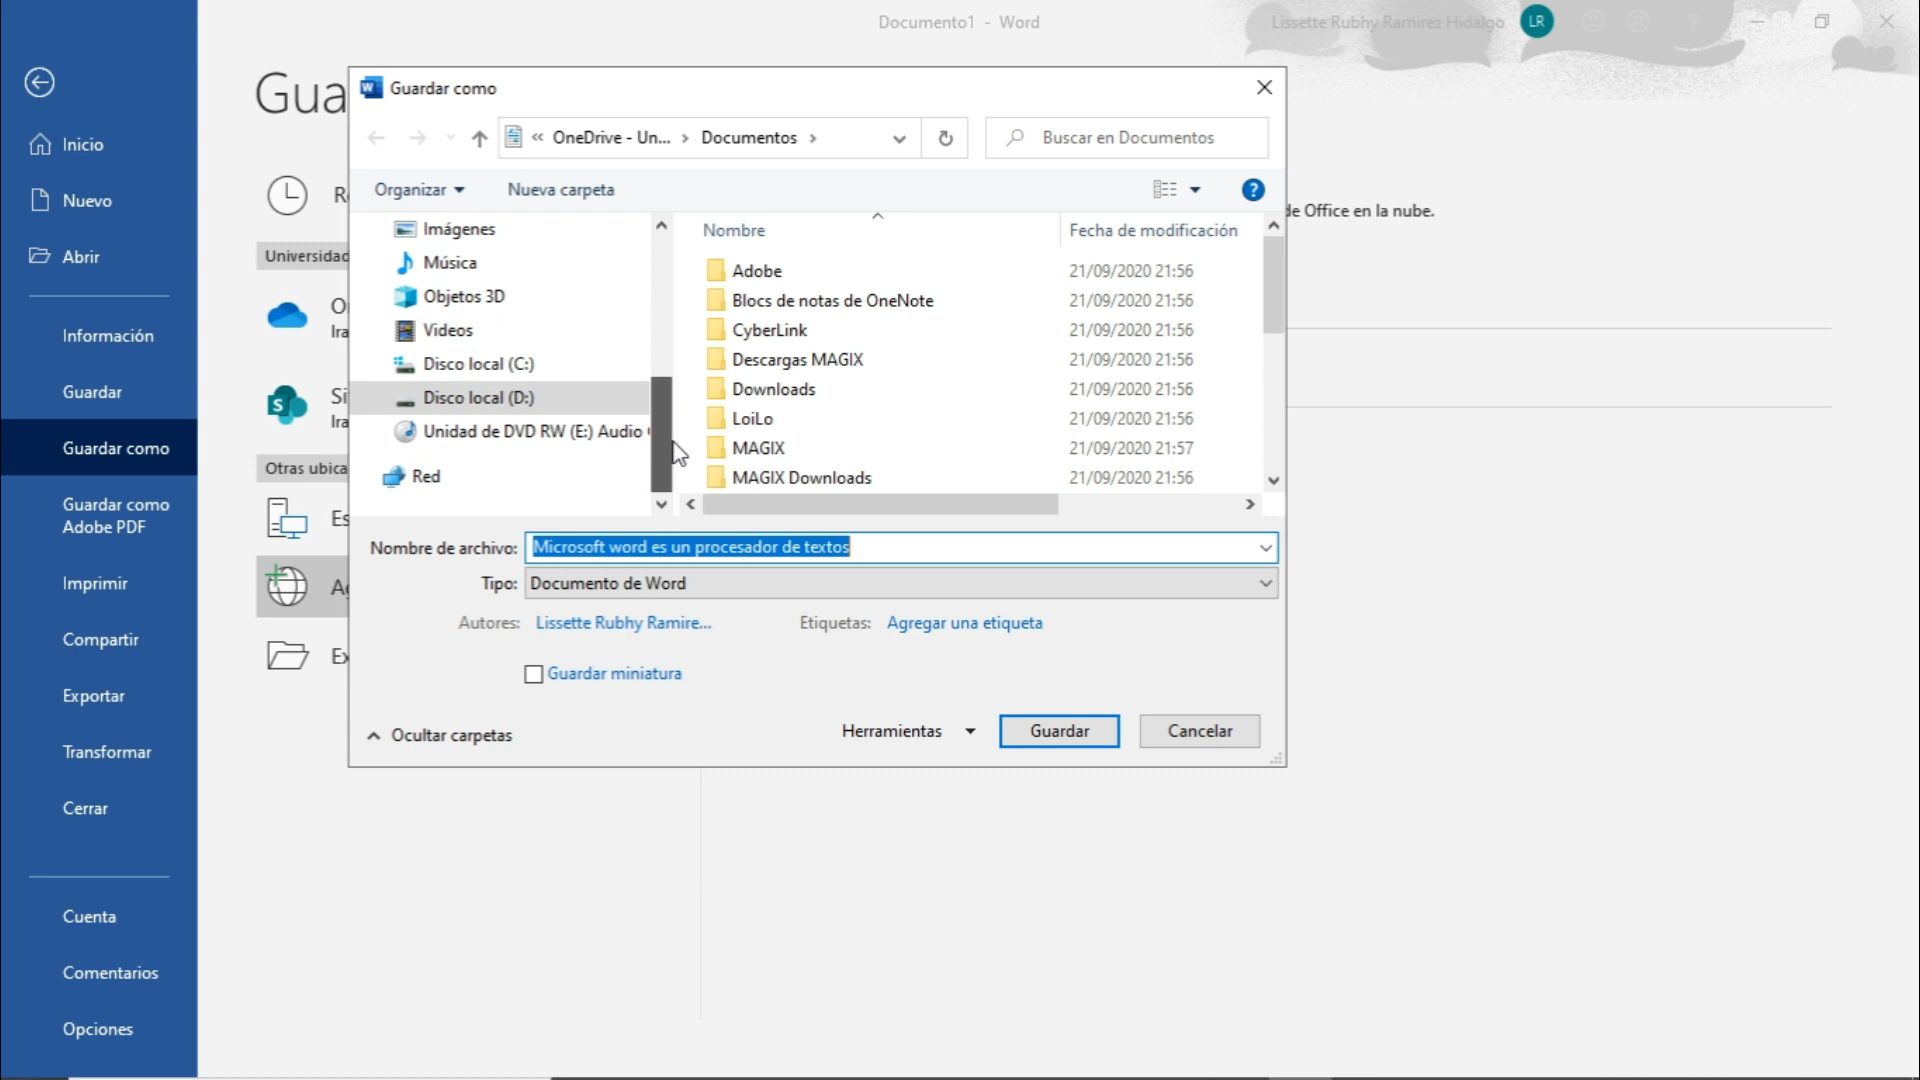 Documento1 - Word
Lissette Rubhy Ramirez Hidalgo
LR
Inicio
Nuevo
Abrir
Información
Guardar
Guardar como
Guardar como
Adobe PDF
Imprimir
Compartir
Exportar
Transformar
Cerrar
Cuenta
Comentarios
Opciones
Gua
Universidad
Ira
S
Ira
Otras ubica
de Office en la nube.
Guardar como
« OneDrive - Un... > Documentos >
Buscar en Documentos
Organizar
Nueva carpeta
?
Imágenes
Música
Objetos 3D
Videos
Disco local (C:)
Disco local (D:)
Unidad de DVD RW (E:) Audio
Red
Nombre Fecha de modificación
Adobe 21/09/2020 21:56
Blocs de notas de OneNote 21/09/2020 21:56
CyberLink 21/09/2020 21:56
Descargas MAGIX 21/09/2020 21:56
Downloads 21/09/2020 21:56
LoiLo 21/09/2020 21:56
MAGIX 21/09/2020 21:57
MAGIX Downloads 21/09/2020 21:56
Nombre de archivo: Microsoft word es un procesador de textos
Tipo: Documento de Word
Autores: Lissette Rubhy Ramire... Etiquetas: Agregar una etiqueta
Guardar miniatura
Ocultar carpetas
Herramientas
Guardar
Cancelar